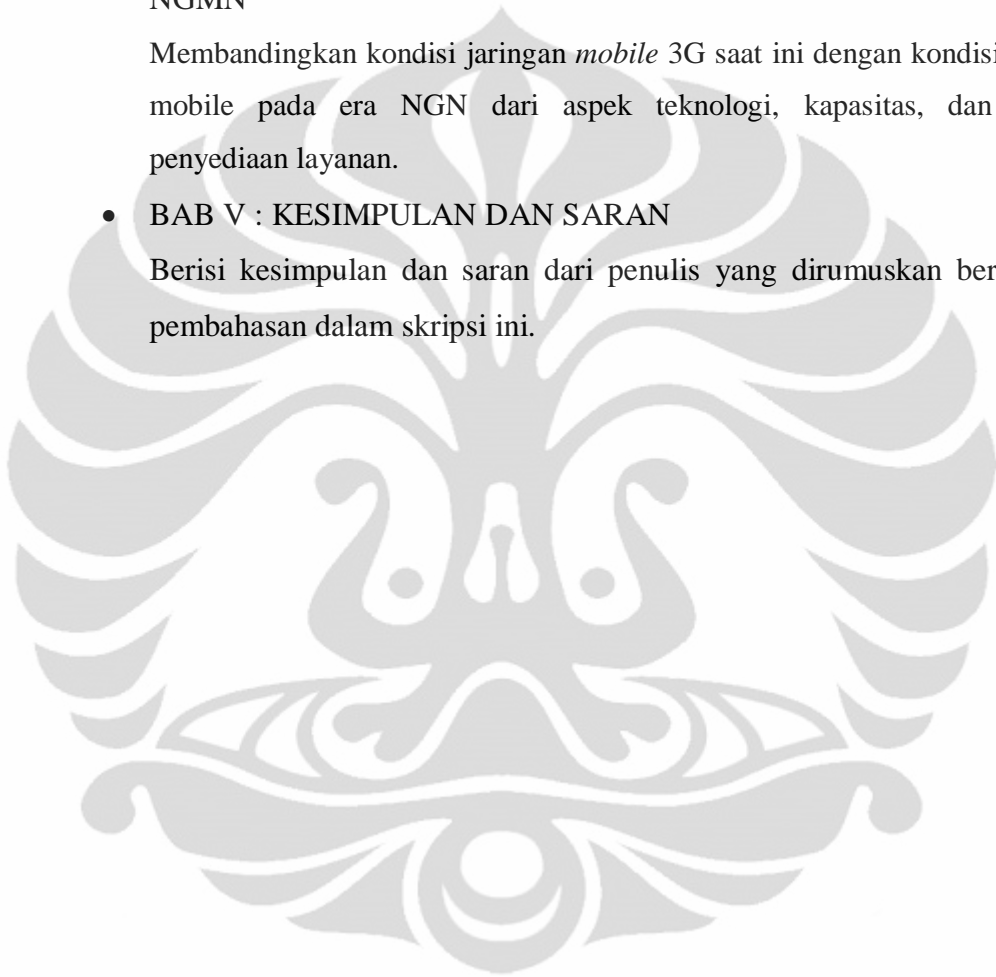 NGMN
Membandingkan kondisi jaringan mobile 3G saat ini dengan kondisi
mobile pada era NGN dari aspek teknologi, kapasitas, dan
penyediaan layanan.
• BAB V : KESIMPULAN DAN SARAN
Berisi kesimpulan dan saran dari penulis yang dirumuskan ber
pembahasan dalam skripsi ini.